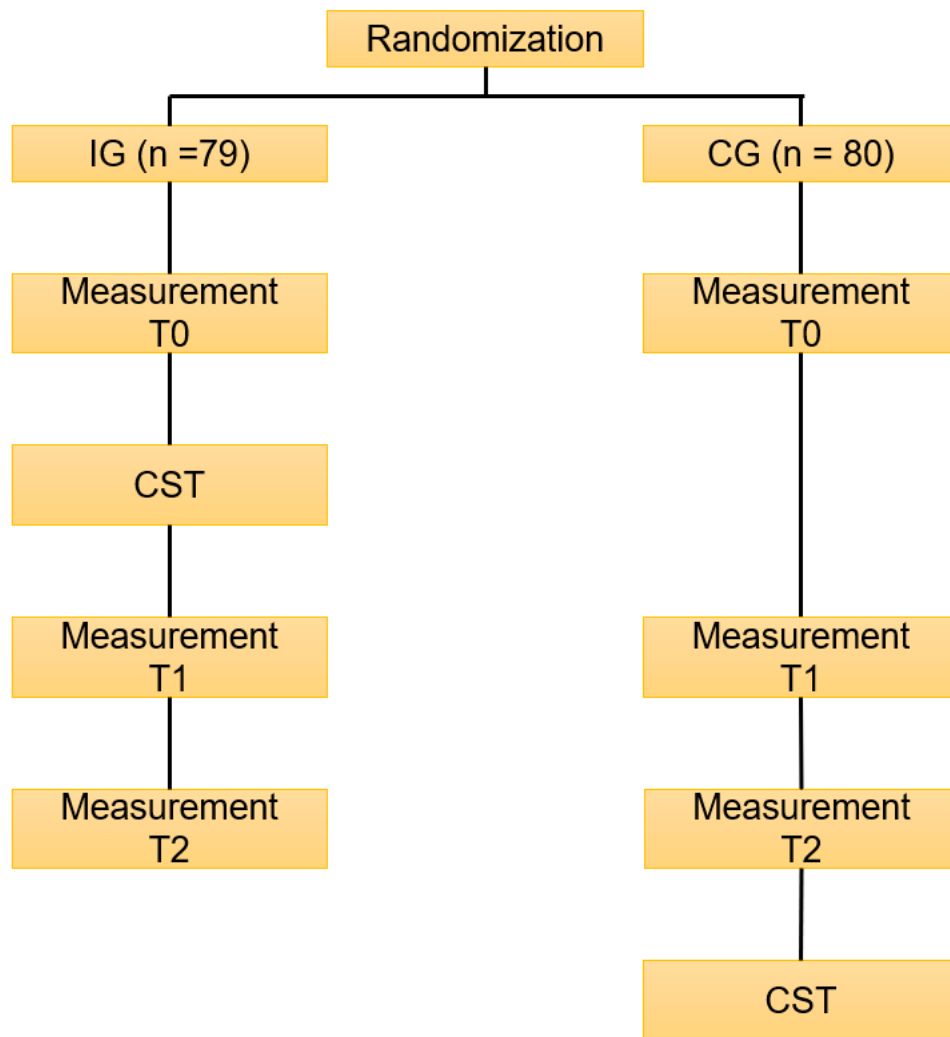 Randomization
IG (n =79)
CG (n = 80)
Measurement
T0
Measurement
T0
CST
Measurement
T1
Measurement
T1
Measurement
T2
Measurement
T2
CST